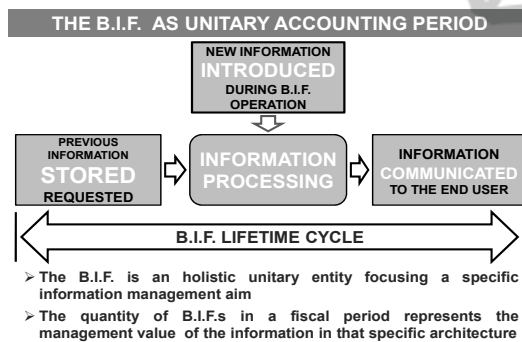 THE B.I.F. AS UNITARY ACCOUNTING PERIOD
NEW INFORMATION
INTRODUCED
DURING B.I.F.
OPERATION
PREVIOUS
INFORMATION
STORED
REQUESTED
INFORMATION
PROCESSING
INFORMATION
COMMUNICATED
TO THE END USER
B.I.F. LIFETIME CYCLE
➢ The B.I.F. is an holistic unitary entity focusing a specific
information management aim
➢ The quantity of B.I.F.s in a fiscal period represents the
management value of the information in that specific architecture